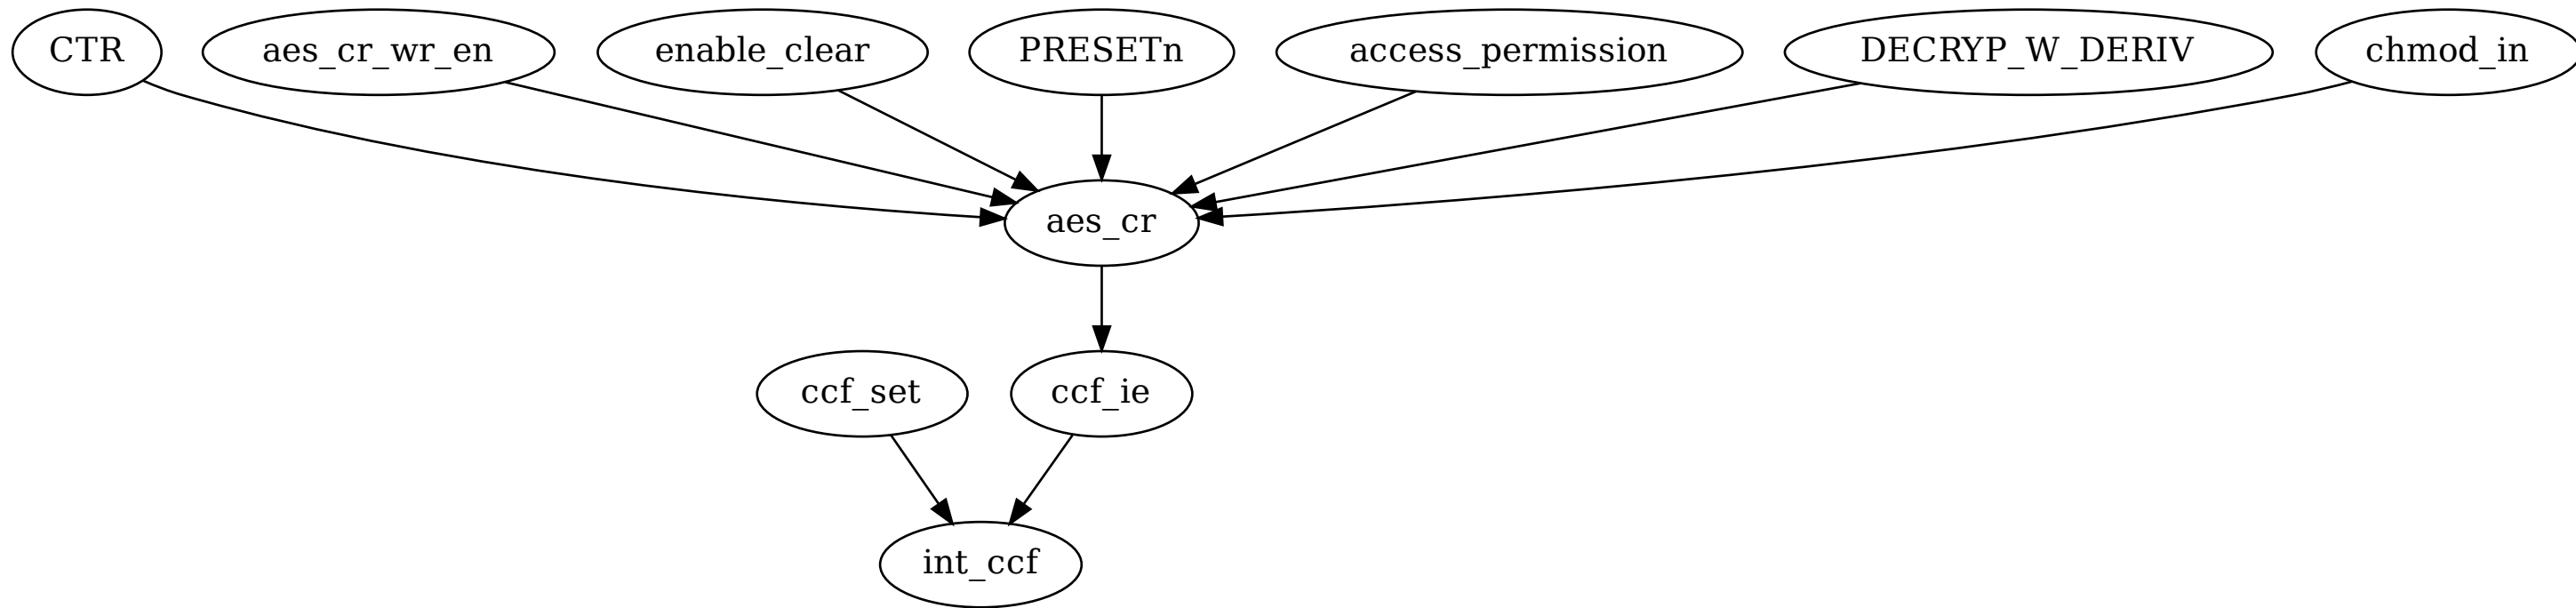 CTR
aes_cr_wr_en
enable_clear
PRESETn
access_permission
DECRYP_W_DERIV
chmod_in
aes_cr
ccf_set
ccf_ie
int_ccf